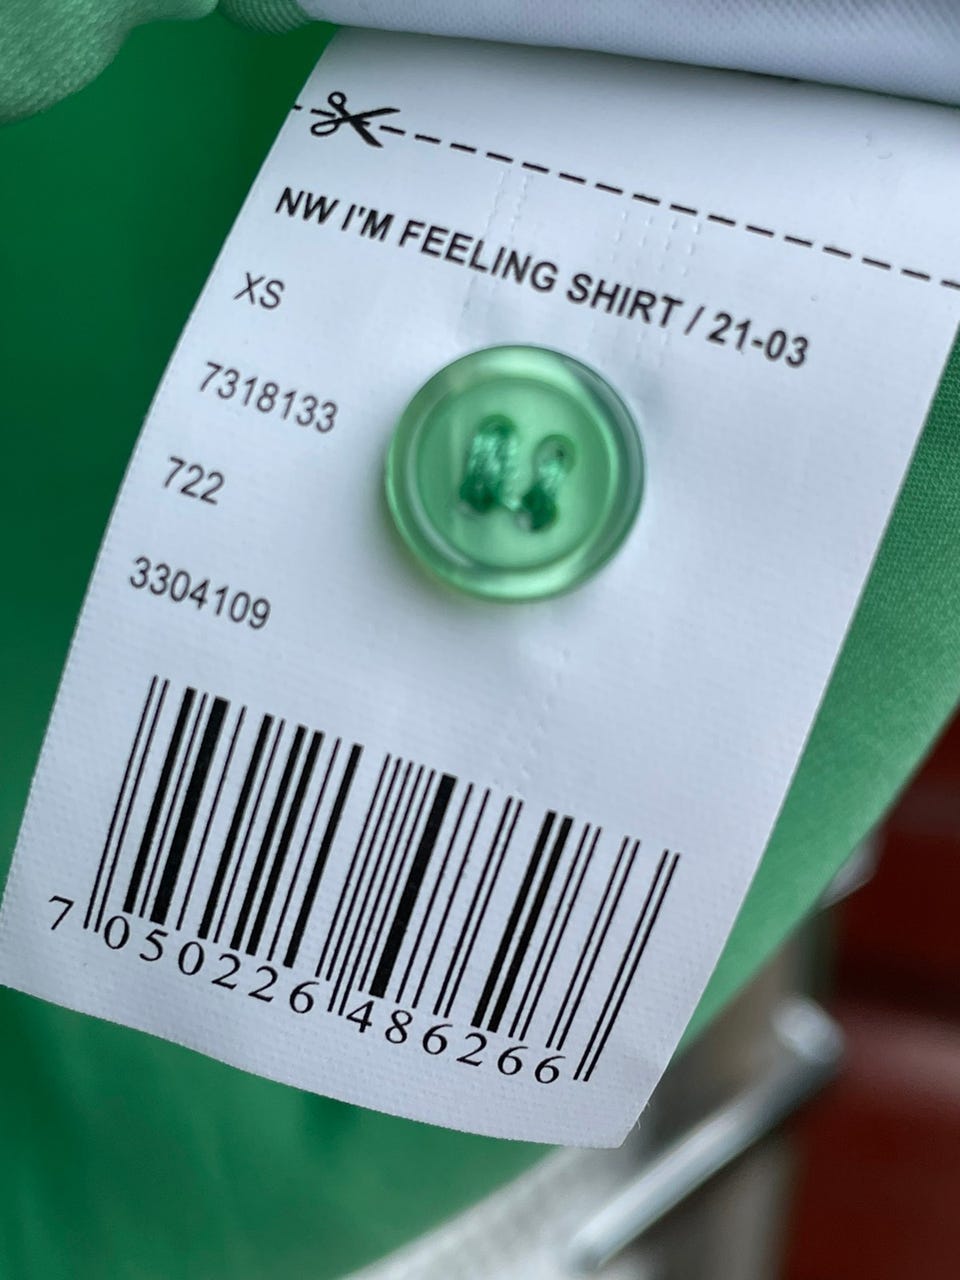 NW I'M FEELING SHIRT / 21-03
XS
7318133
722
3304109
7 050226 486266